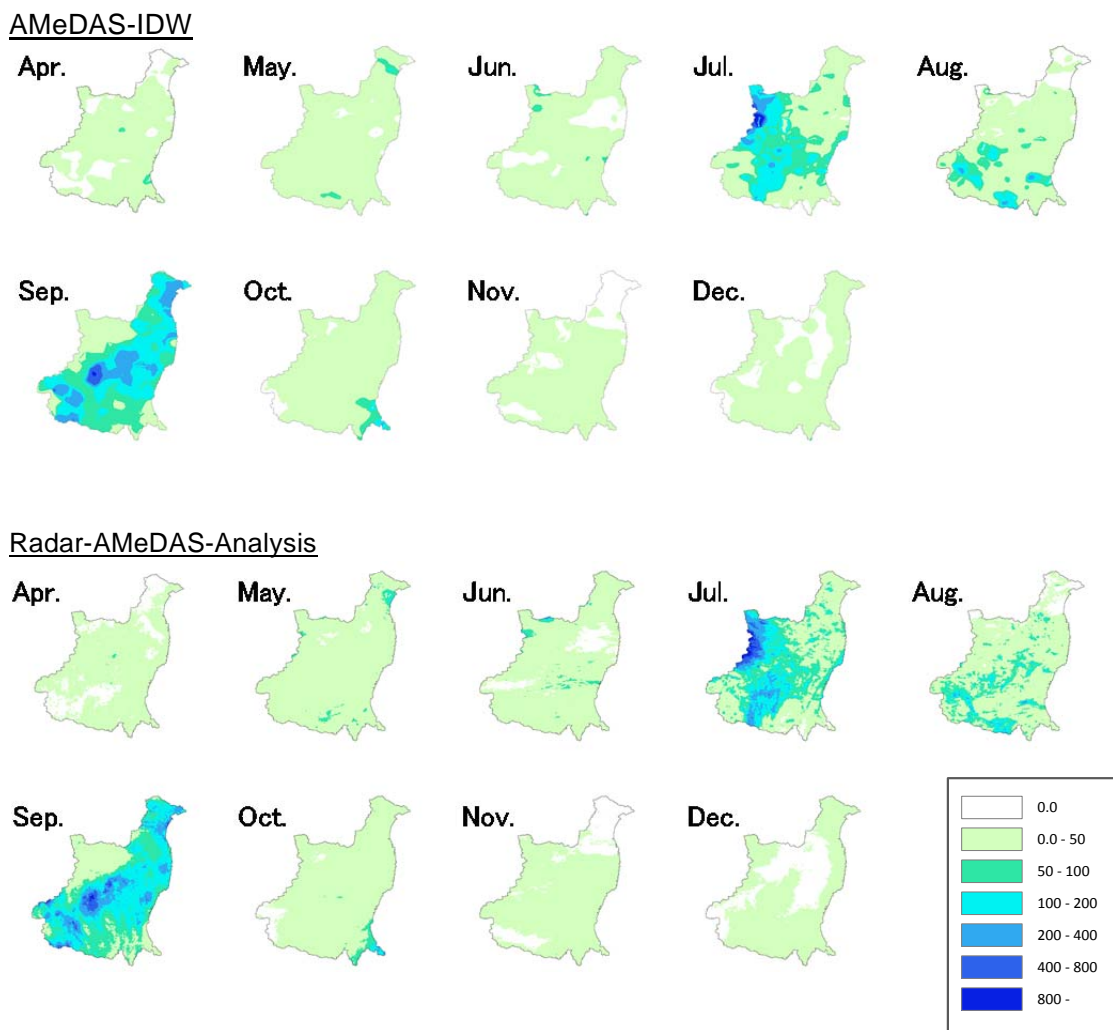 AMeDAS-IDW
Apr. May. Jun. Jul. Aug.
Sep. Oct. Nov. Dec.
Radar-AMeDAS-Analysis
Apr. May. Jun. Jul. Aug.
Sep. Oct. Nov. Dec.
0.0
0.0 - 50
50 - 100
100 - 200
200 - 400
400 - 800
800 -